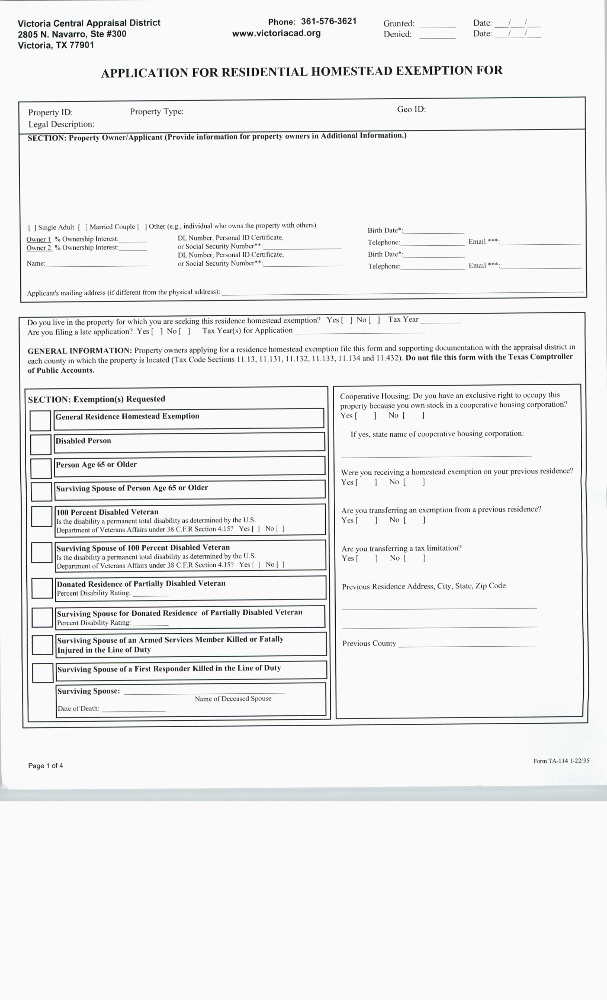 Victoria Central Appraisal District
2805 N. Navarro, Ste #300
Victoria, TX 77901
Phone: 361-576-3621
www.victoriacad.org
Granted: ________ Date: ___/___/___
Denied: ________ Date: ___/___/___
APPLICATION FOR RESIDENTIAL HOMESTEAD EXEMPTION FOR
Property ID: Property Type: Geo ID:
Legal Description:
SECTION: Property Owner/Applicant (Provide information for property owners in Additional Information.)
[ ] Single Adult [ ] Married Couple [ ] Other (e.g., individual who owns the property with others)
Owner 1 % Ownership Interest:________
Owner 2 % Ownership Interest:________
Name:________________________
DL Number, Personal ID Certificate,
or Social Security Number**:__________________
DL Number, Personal ID Certificate,
or Social Security Number**:__________________
Birth Date*:______________
Telephone:______________ Email ***:__________________
Birth Date*:______________
Telephone:______________ Email ***:__________________
Applicant's mailing address (if different from the physical address): ________________________
Do you live in the property for which you are seeking this residence homestead exemption? Yes [ ] No [ ] Tax Year _________
Are you filing a late application? Yes [ ] No [ ] Tax Year(s) for Application ________________________
GENERAL INFORMATION: Property owners applying for a residence homestead exemption file this form and supporting documentation with the appraisal district in
each county in which the property is located (Tax Code Sections 11.13, 11.131, 11.132, 11.133, 11.134 and 11.432). Do not file this form with the Texas Comptroller
of Public Accounts.
SECTION: Exemption(s) Requested
General Residence Homestead Exemption
Disabled Person
Person Age 65 or Older
Surviving Spouse of Person Age 65 or Older
100 Percent Disabled Veteran
Is the disability a permanent total disability as determined by the U.S.
Department of Veterans Affairs under 38 C.F.R Section 4.15? Yes [ ] No [ ]
Surviving Spouse of 100 Percent Disabled Veteran
Is the disability a permanent total disability as determined by the U.S.
Department of Veterans Affairs under 38 C.F.R Section 4.15? Yes [ ] No [ ]
Donated Residence of Partially Disabled Veteran
Percent Disability Rating: __________
Surviving Spouse for Donated Residence of Partially Disabled Veteran
Percent Disability Rating: __________
Surviving Spouse of an Armed Services Member Killed or Fatally
Injured in the Line of Duty
Surviving Spouse of a First Responder Killed in the Line of Duty
Surviving Spouse: ________________________
Name of Deceased Spouse
Date of Death: __________________
Cooperative Housing: Do you have an exclusive right to occupy this
property because you own stock in a cooperative housing corporation?
Yes [ ] No [ ]
If yes, state name of cooperative housing corporation:
________________________
Were you receiving a homestead exemption on your previous residence?
Yes [ ] No [ ]
Are you transferring an exemption from a previous residence?
Yes [ ] No [ ]
Are you transferring a tax limitation?
Yes [ ] No [ ]
Previous Residence Address, City, State, Zip Code
________________________
________________________
Previous County ________________________
Page 1 of 4
Form TA-114 1-22/35